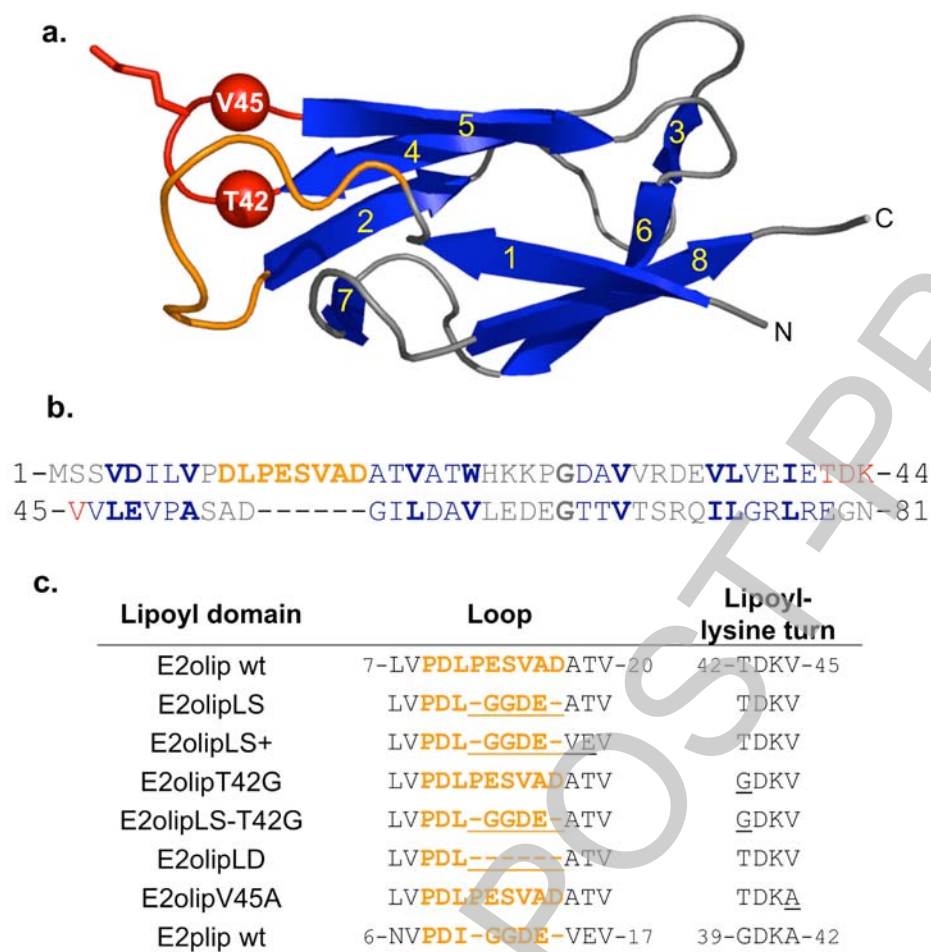 a.
V45
T42
5
4
2
3
6
1
8
7
C
N
b.
1-MSSVDILVPDLPESVADATVATWHKKPGDAVVRDEVLVEIETDK-44
45-VVLEVPASAD------GILDAVLEDEGTTVTSRQILGRLREGN-81
c.
Lipoyl domain Loop Lipoyl-
lysine turn
E2olip wt 7-LVPDLPESVADATV-20 42-TDKV-45
E2olipLS LVPDL-GGDE-ATV TDKV
E2olipLS+ LVPDL-GGDE-VEV TDKV
E2olipT42G LVPDLPESVADATV GDKV
E2olipLS-T42G LVPDL-GGDE-ATV GDKV
E2olipLD LVPDL------ATV TDKV
E2olipV45A LVPDLPESVADATV TDKA
E2plip wt 6-NVPDI-GGDE-VEV-17 39-GDKA-42
POST-PR